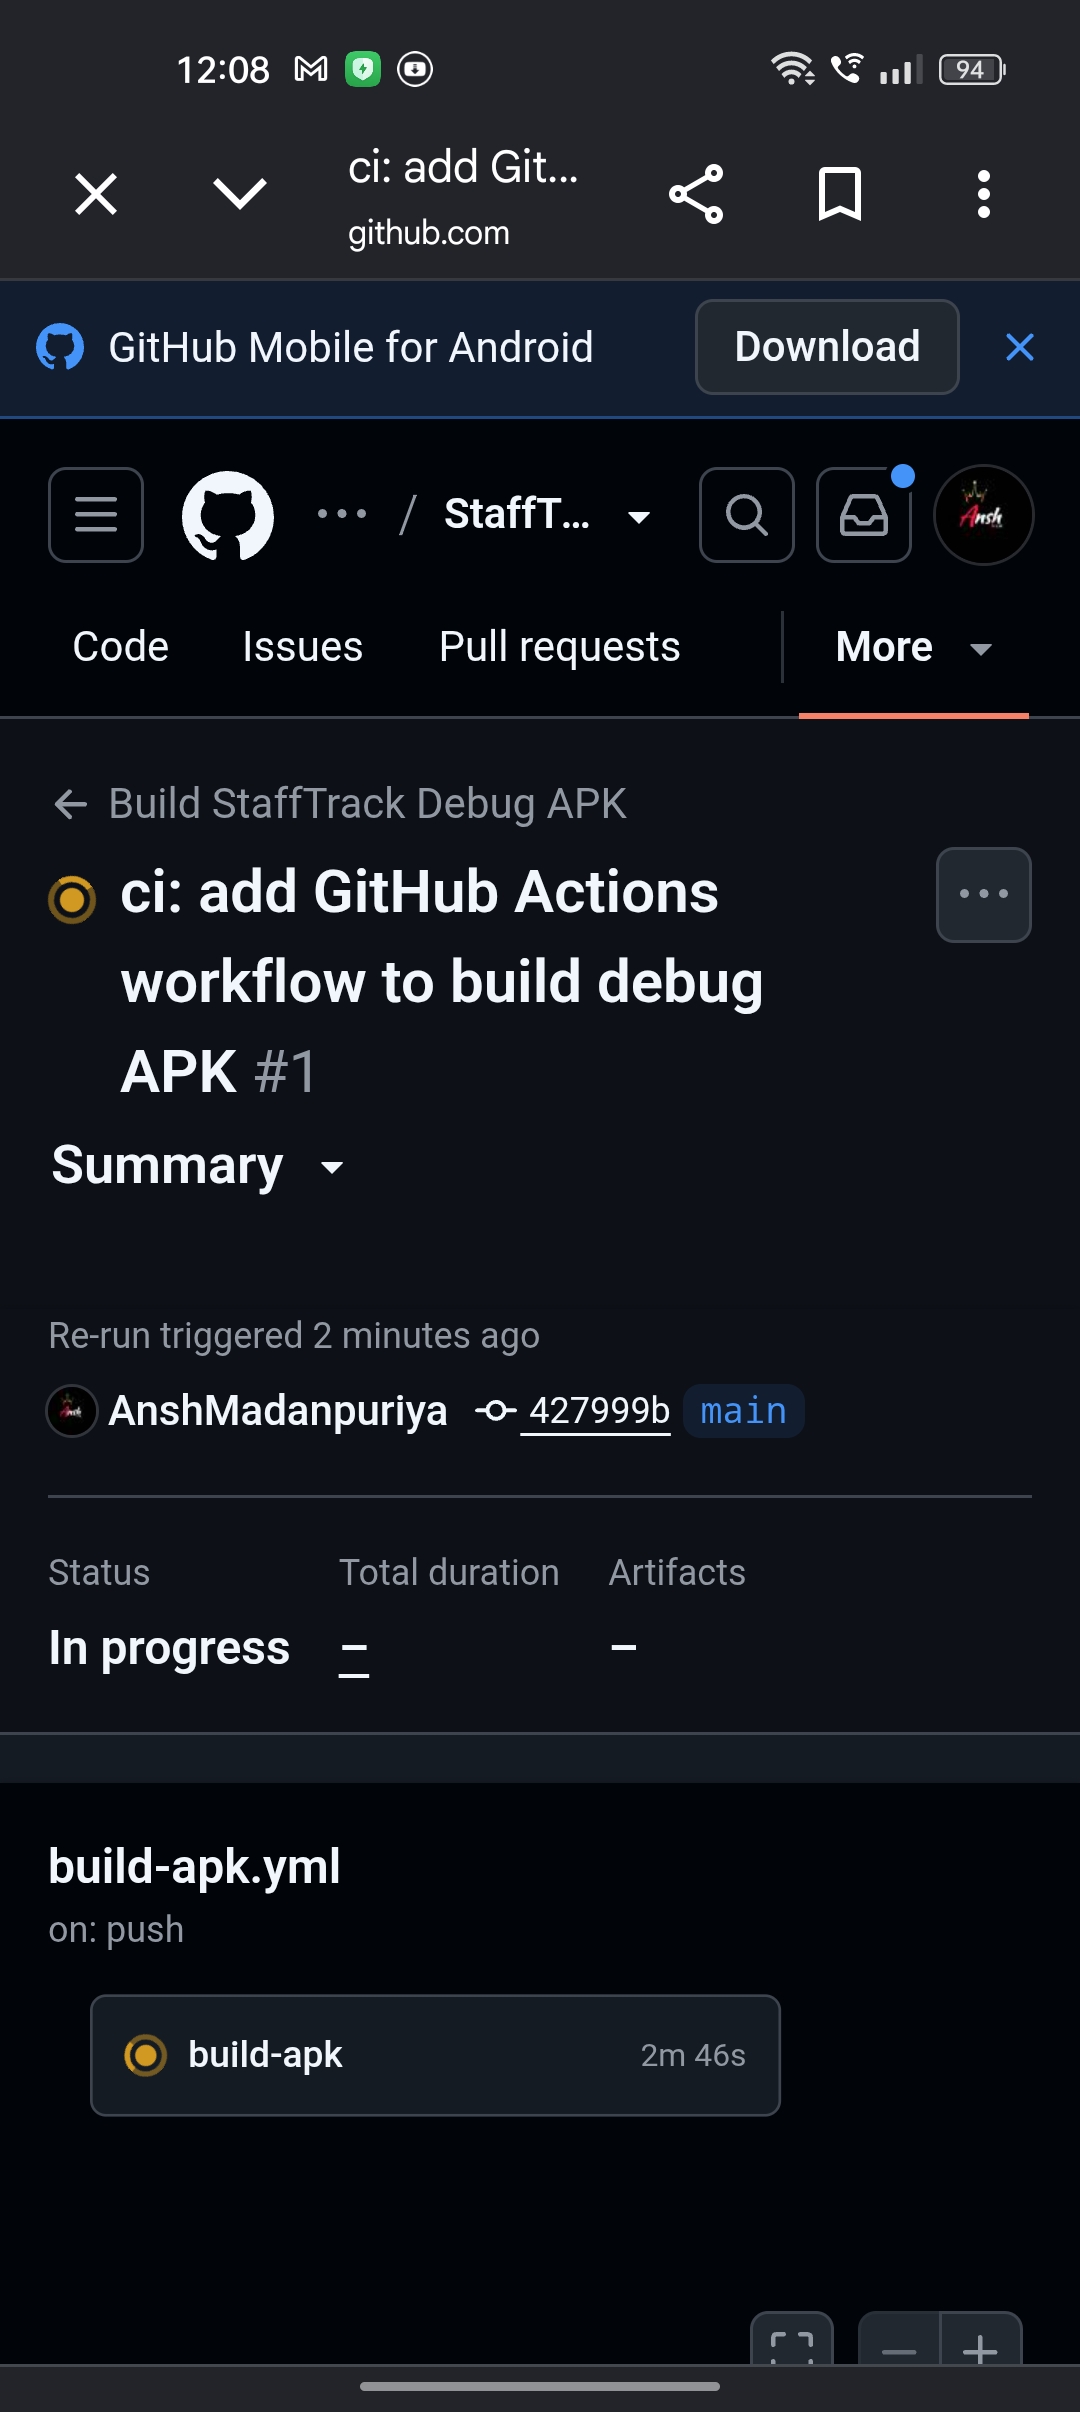 12:08
94
ci: add Git...
github.com
GitHub Mobile for Android
Download
... / StaffT...
Ansh
Code Issues Pull requests More
Build StaffTrack Debug APK
ci: add GitHub Actions
workflow to build debug
APK #1
Summary
Re-run triggered 2 minutes ago
AnshMadanpuriya 427999b main
Status Total duration Artifacts
In progress – –
build-apk.yml
on: push
build-apk 2m 46s